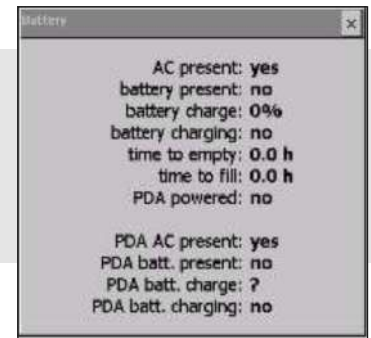 Battery
AC present: yes
battery present: no
battery charge: 0%
battery charging: no
time to empty: 0.0 h
time to fill: 0.0 h
PDA powered: no
PDA AC present: yes
PDA batt. present: no
PDA batt. charge: ?
PDA batt. charging: no